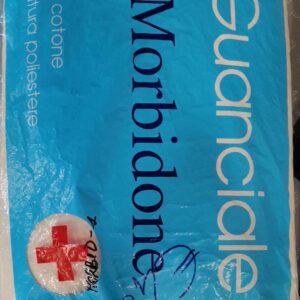 Guanciale
Morbidone
cotone
tura poliestere